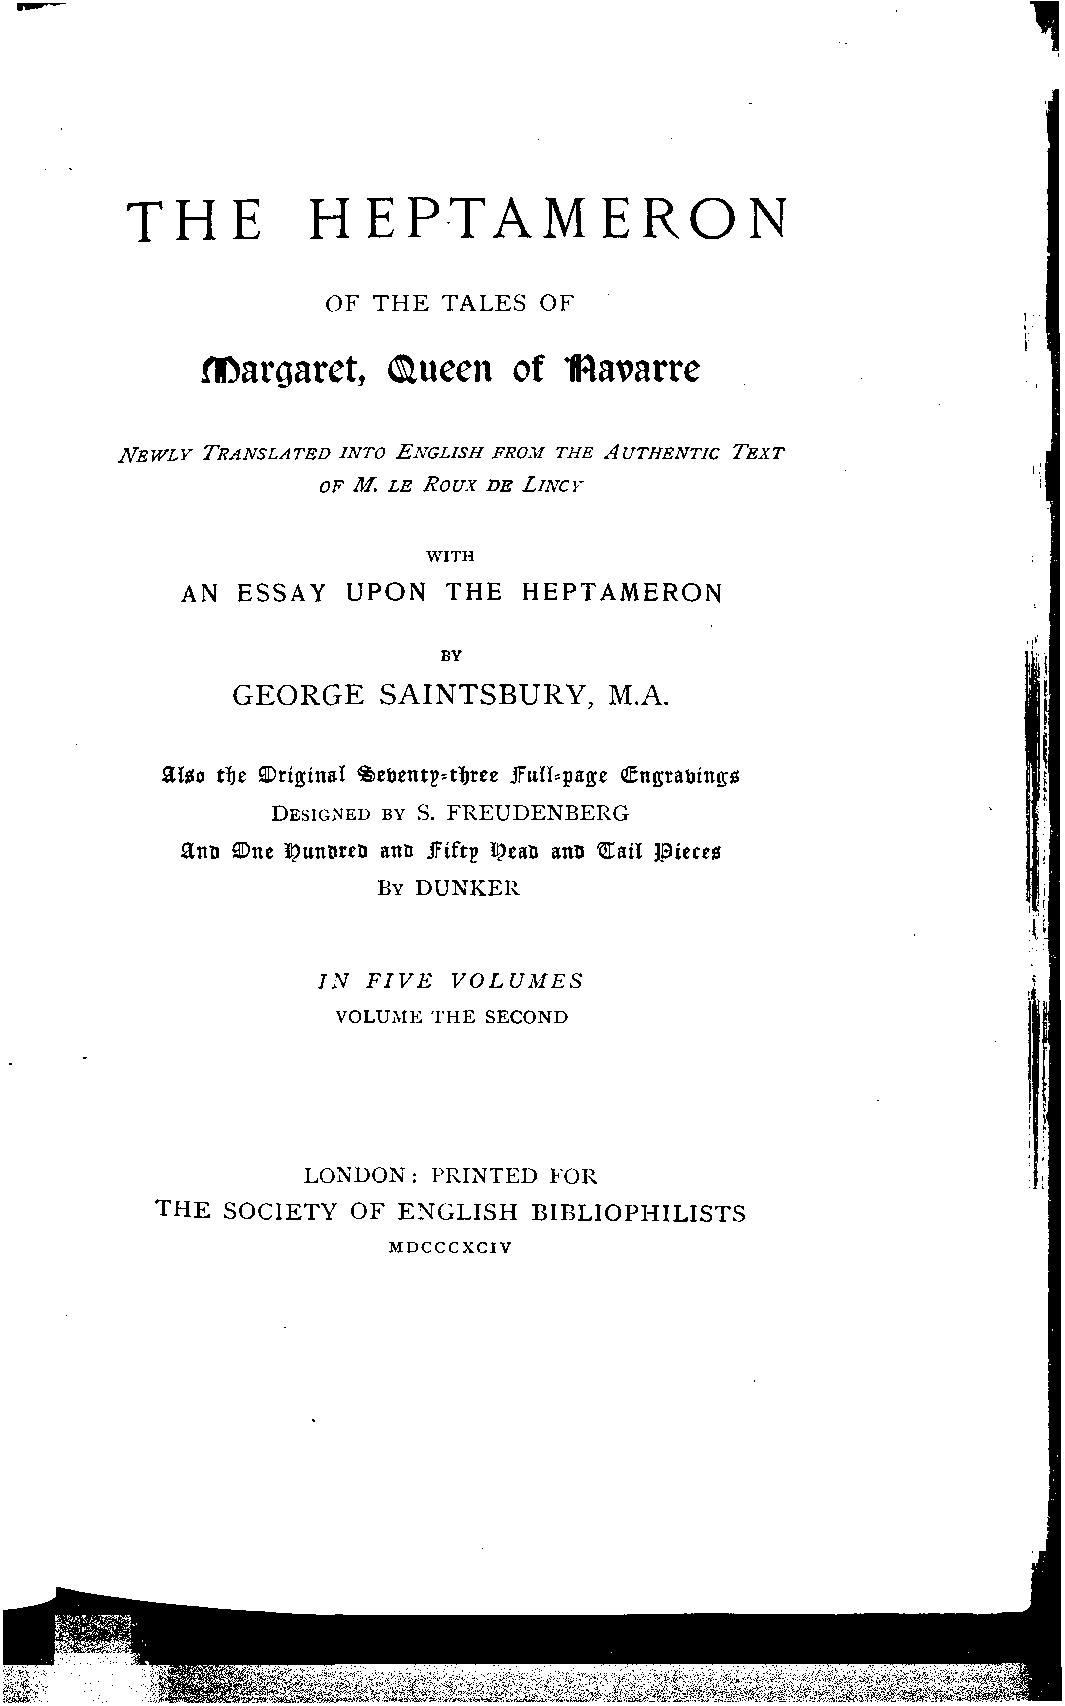 THE HEPTAMERON
OF THE TALES OF
Margaret, Queen of Navarre
NEWLY TRANSLATED INTO ENGLISH FROM THE AUTHENTIC TEXT
OF M. LE ROUX DE LINCY
WITH
AN ESSAY UPON THE HEPTAMERON
BY
GEORGE SAINTSBURY, M.A.
Also the Original Seventy-three Full-page Engravings
DESIGNED BY S. FREUDENBERG
And One Hundred and Fifty Head and Tail Pieces
BY DUNKER
IN FIVE VOLUMES
VOLUME THE SECOND
LONDON: PRINTED FOR
THE SOCIETY OF ENGLISH BIBLIOPHILISTS
MDCCCXCIV